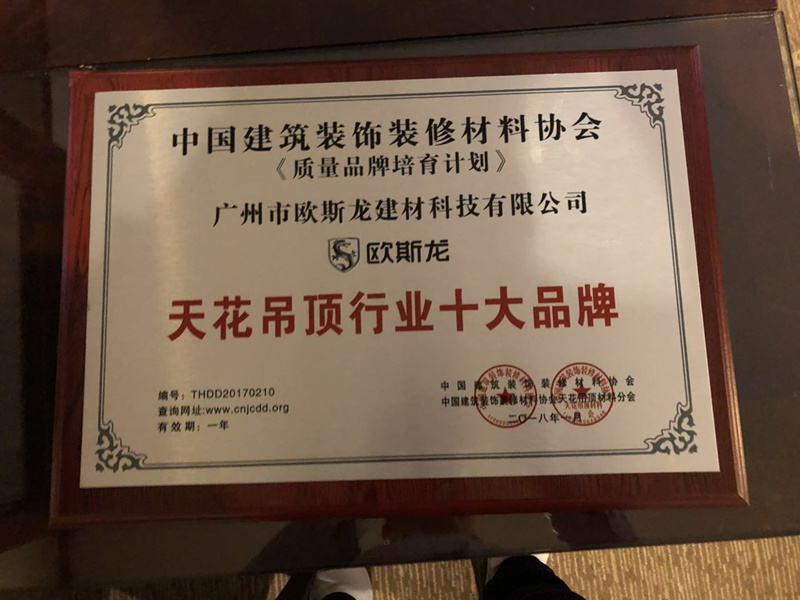 中国建筑装饰装修材料协会
《质量品牌培育计划》
广州市欧斯龙建材科技有限公司
欧斯龙
天花吊顶行业十大品牌
编号：THDD20170210
查询网址:www.cnjcdd.org
有效期：一年
中国建筑装饰装修材料协会
中国建筑装饰装修材料协会天花吊顶材料分会
二〇一八年一月